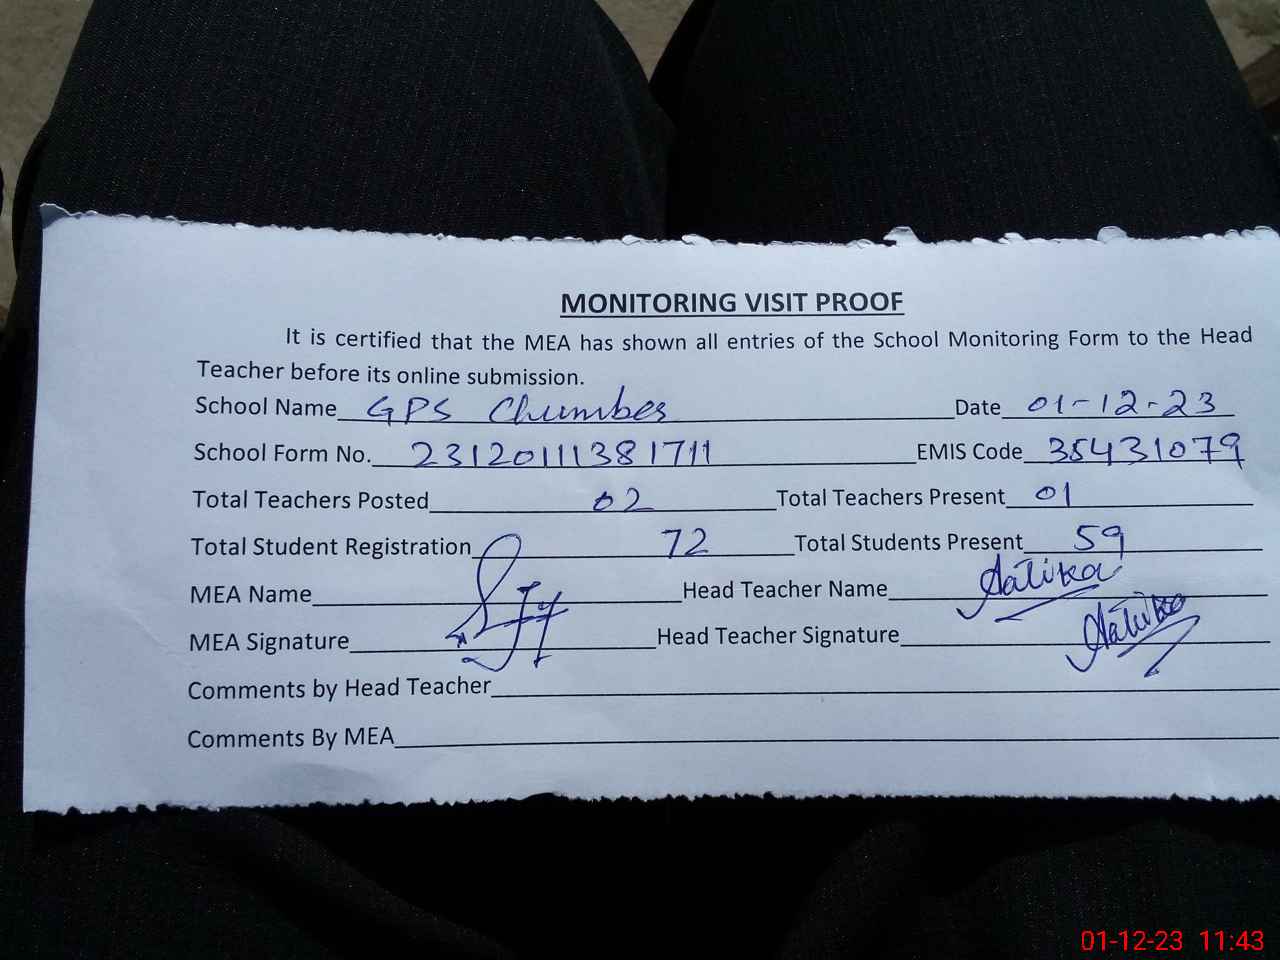 MONITORING VISIT PROOF
It is certified that the MEA has shown all entries of the School Monitoring Form to the Head
Teacher before its online submission.
School Name GPS Chumbes Date 01-12-23
School Form No. 23120111381711 EMIS Code 35431079
Total Teachers Posted 02 Total Teachers Present 01
Total Student Registration 72 Total Students Present 59
MEA Name Head Teacher Name Aatika
MEA Signature Head Teacher Signature Aatika
Comments by Head Teacher
Comments By MEA
01-12-23 11:43